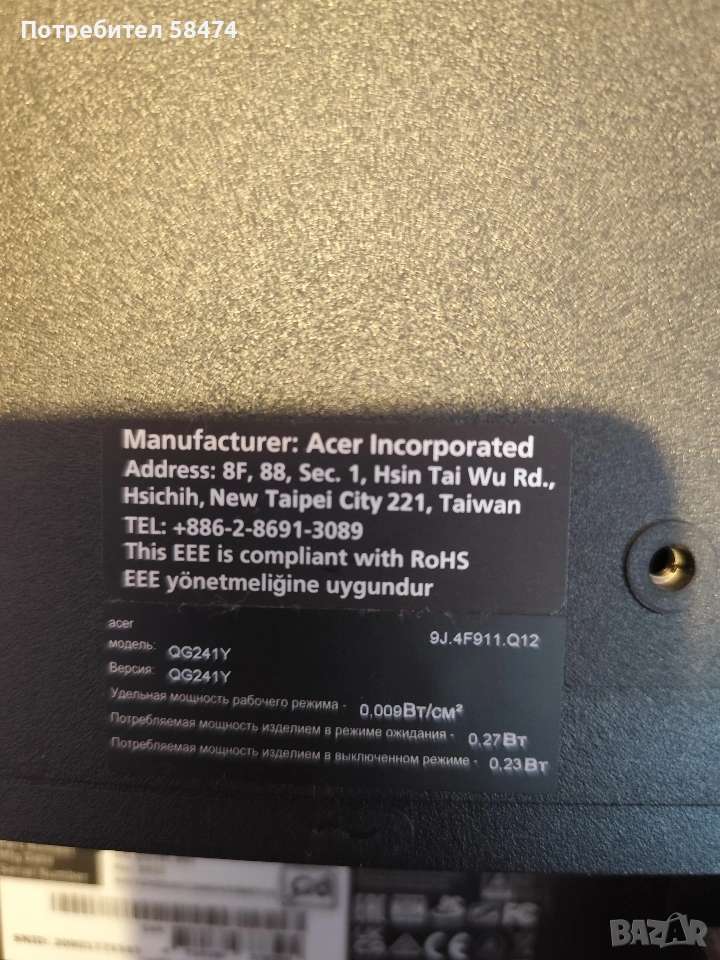 Потребител 58474
Manufacturer: Acer Incorporated
Address: 8F, 88, Sec. 1, Hsin Tai Wu Rd.,
Hsichih, New Taipei City 221, Taiwan
TEL: +886-2-8691-3089
This EEE is compliant with RoHS
EEE yönetmeliğine uygundur
acer 9J.4F911.Q12
модель: QG241Y
Версия: QG241Y
Удельная мощность рабочего режима - 0,009Вт/см²
Потребляемая мощность изделием в режиме ожидания - 0,27Вт
Потребляемая мощность изделием в выключенном режиме - 0,23Вт
BAZAR